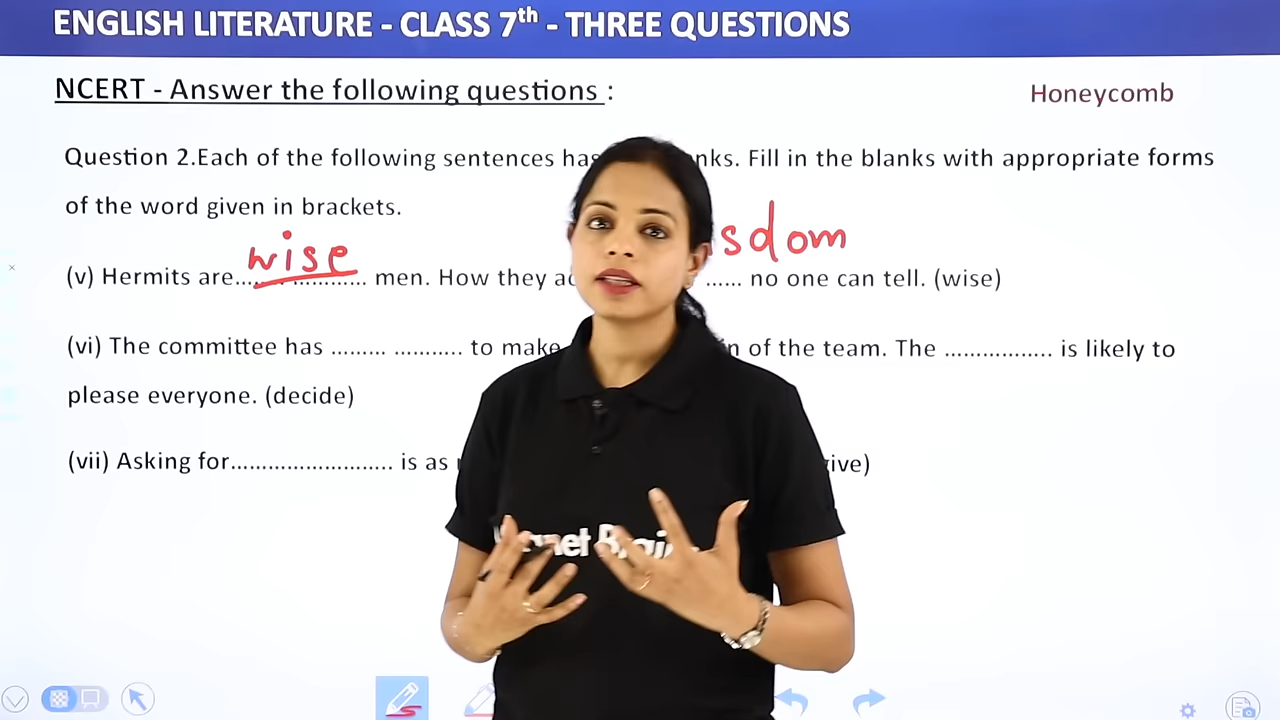 ENGLISH LITERATURE - CLASS 7th - THREE QUESTIONS
NCERT - Answer the following questions :
Honeycomb
Question 2.Each of the following sentences has nks. Fill in the blanks with appropriate forms
of the word given in brackets.
wise sdom
(v) Hermits are.................... men. How they ac ...... no one can tell. (wise)
(vi) The committee has ......... .......... to make n of the team. The ................. is likely to
please everyone. (decide)
(vii) Asking for......................... is as ive)